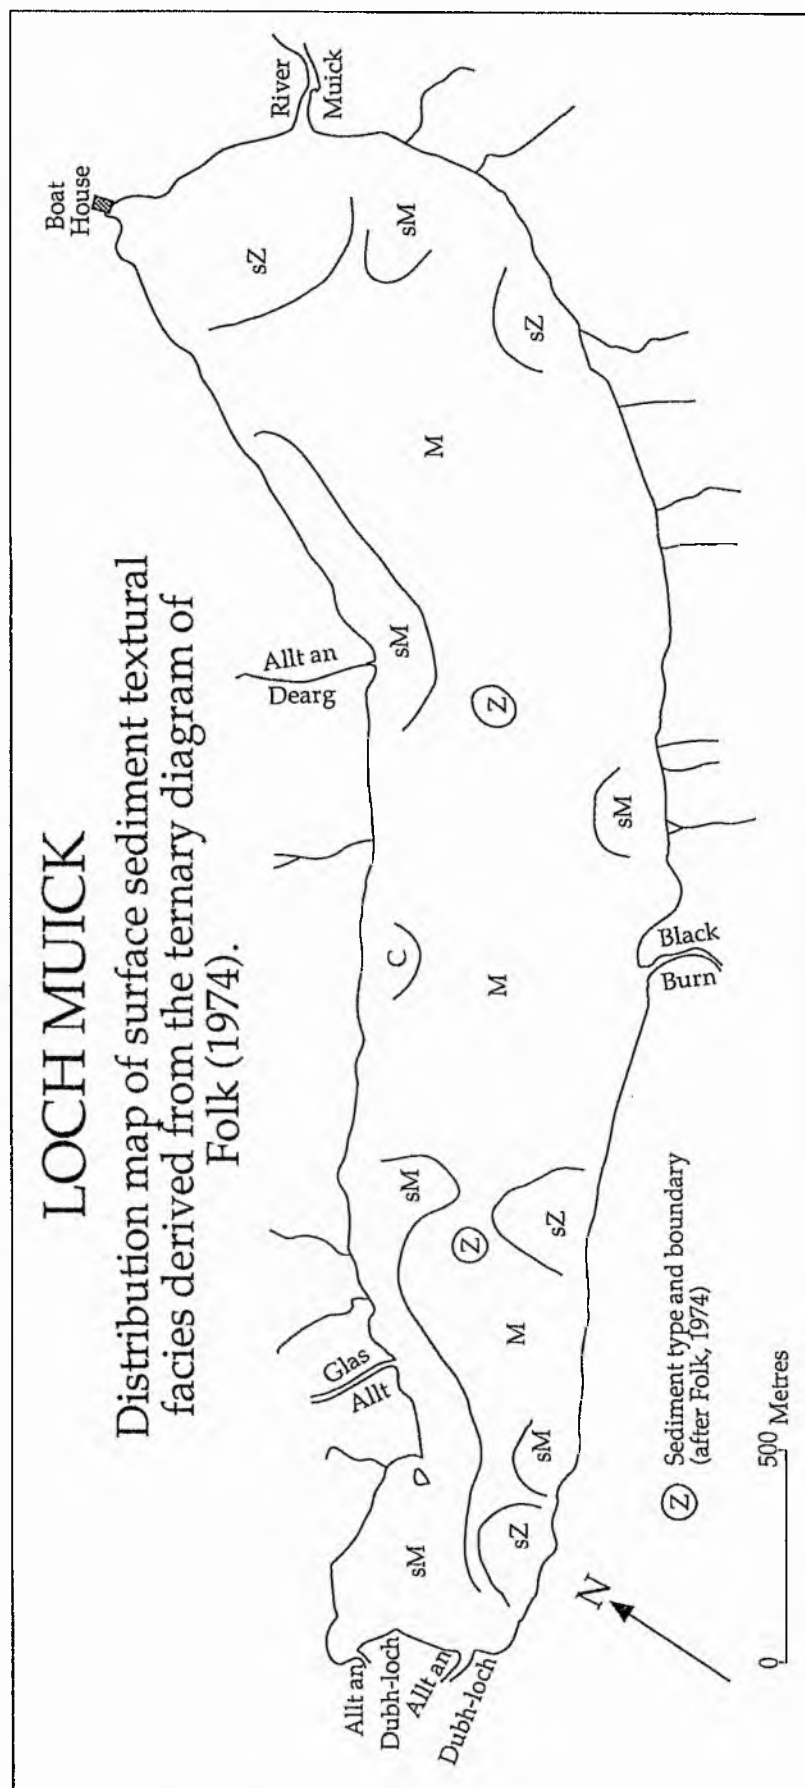 LOCH MUICK
Distribution map of surface sediment textural
facies derived from the ternary diagram of
Folk (1974).
Boat
House
River
Muick
sZ
sM
sZ
M
Allt an
Dearg
sM
Z
sM
C
M
Black
Burn
sM
Z
sZ
M
Glas
Allt
sM
sZ
sM
Allt an
Dubh-loch
Allt an
Dubh-loch
N
Z
Sediment type and boundary
(after Folk, 1974)
0
500
Metres